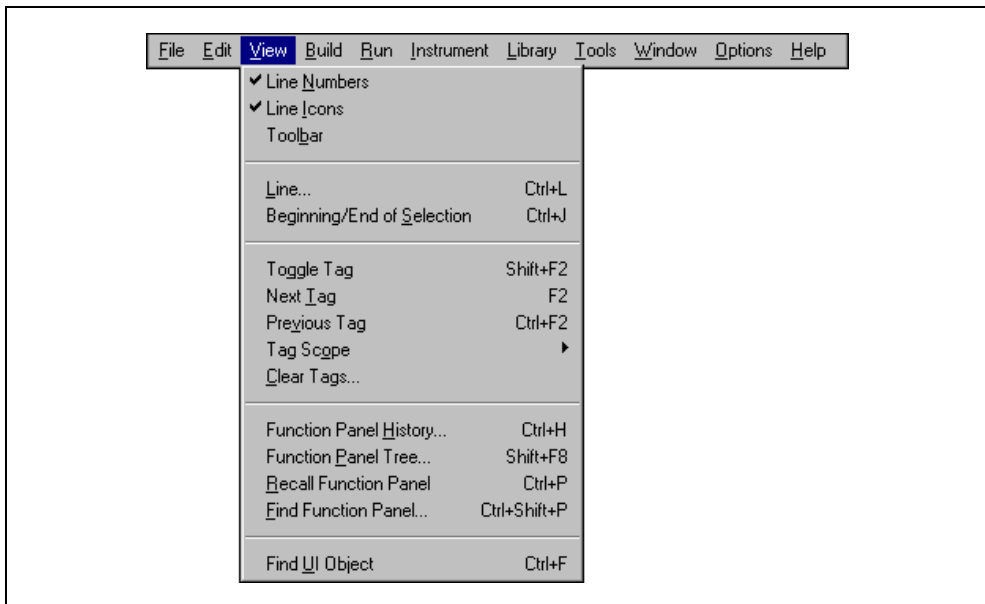 File Edit View Build Run Instrument Library Tools Window Options Help
Line Numbers
Line Icons
Toolbar
Line... Ctrl+L
Beginning/End of Selection Ctrl+J
Toggle Tag Shift+F2
Next Tag F2
Previous Tag Ctrl+F2
Tag Scope
Clear Tags...
Function Panel History... Ctrl+H
Function Panel Tree... Shift+F8
Recall Function Panel Ctrl+P
Find Function Panel... Ctrl+Shift+P
Find UI Object Ctrl+F